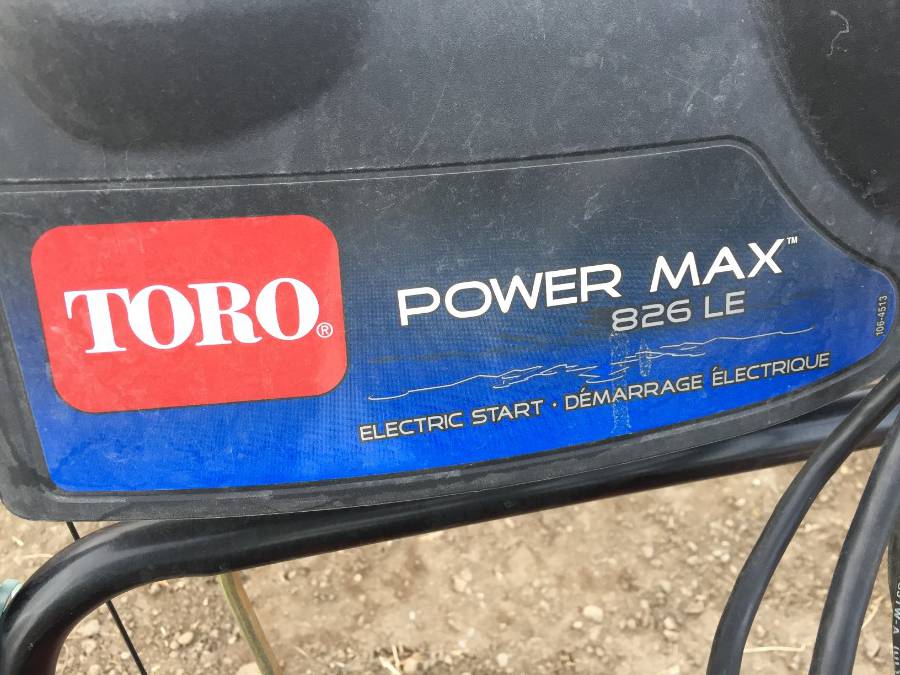 TORO®
POWER MAX™
826 LE
ELECTRIC START · DÉMARRAGE ÉLECTRIQUE
106-4513